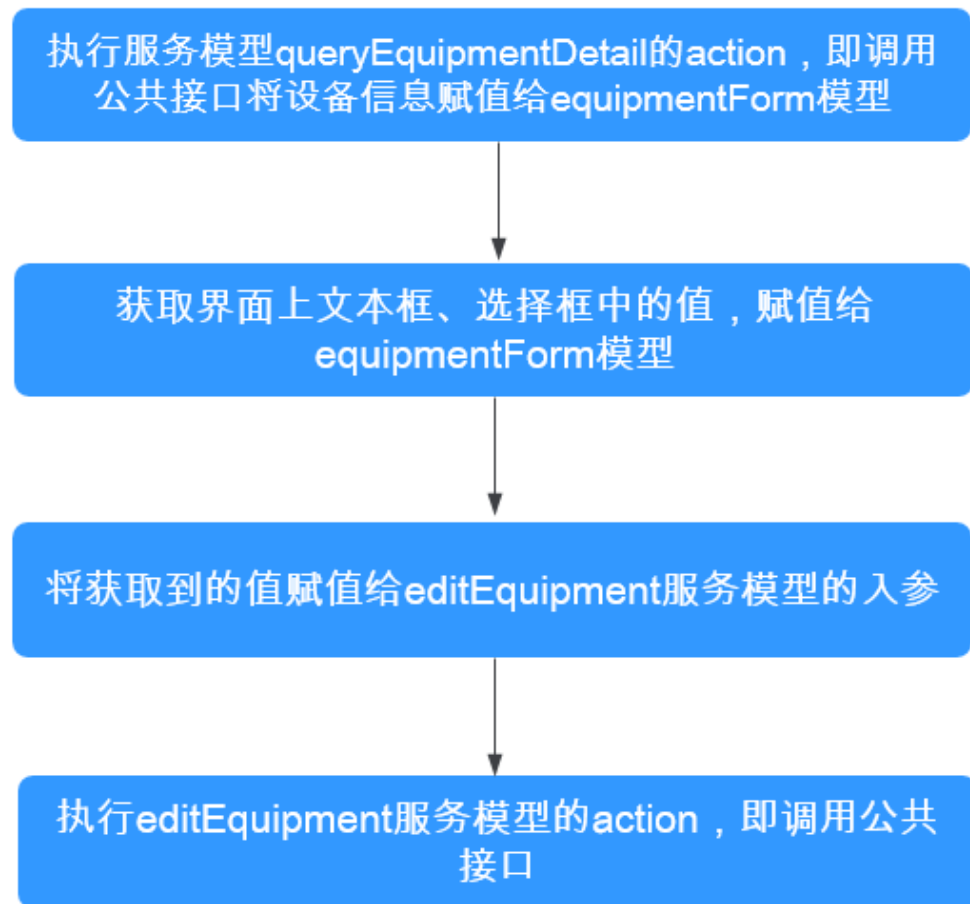 执行服务模型queryEquipmentDetail的action，即调用
公共接口将设备信息赋值给equipmentForm模型
获取界面上文本框、选择框中的值，赋值给
equipmentForm模型
将获取到的值赋值给editEquipment服务模型的入参
执行editEquipment服务模型的action，即调用公共
接口